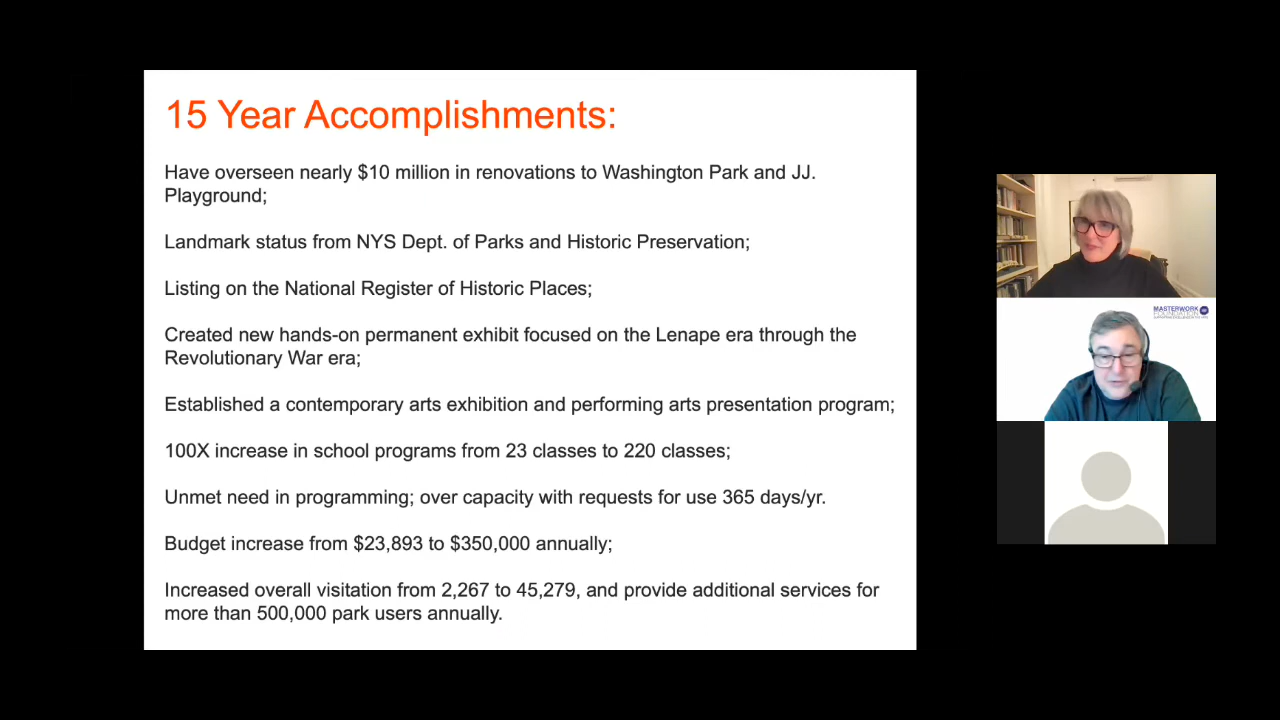 15 Year Accomplishments:
Have overseen nearly $10 million in renovations to Washington Park and JJ.
Playground;
Landmark status from NYS Dept. of Parks and Historic Preservation;
Listing on the National Register of Historic Places;
Created new hands-on permanent exhibit focused on the Lenape era through the
Revolutionary War era;
Established a contemporary arts exhibition and performing arts presentation program;
100X increase in school programs from 23 classes to 220 classes;
Unmet need in programming; over capacity with requests for use 365 days/yr.
Budget increase from $23,893 to $350,000 annually;
Increased overall visitation from 2,267 to 45,279, and provide additional services for
more than 500,000 park users annually.
MASTERWORK
FOUNDATION